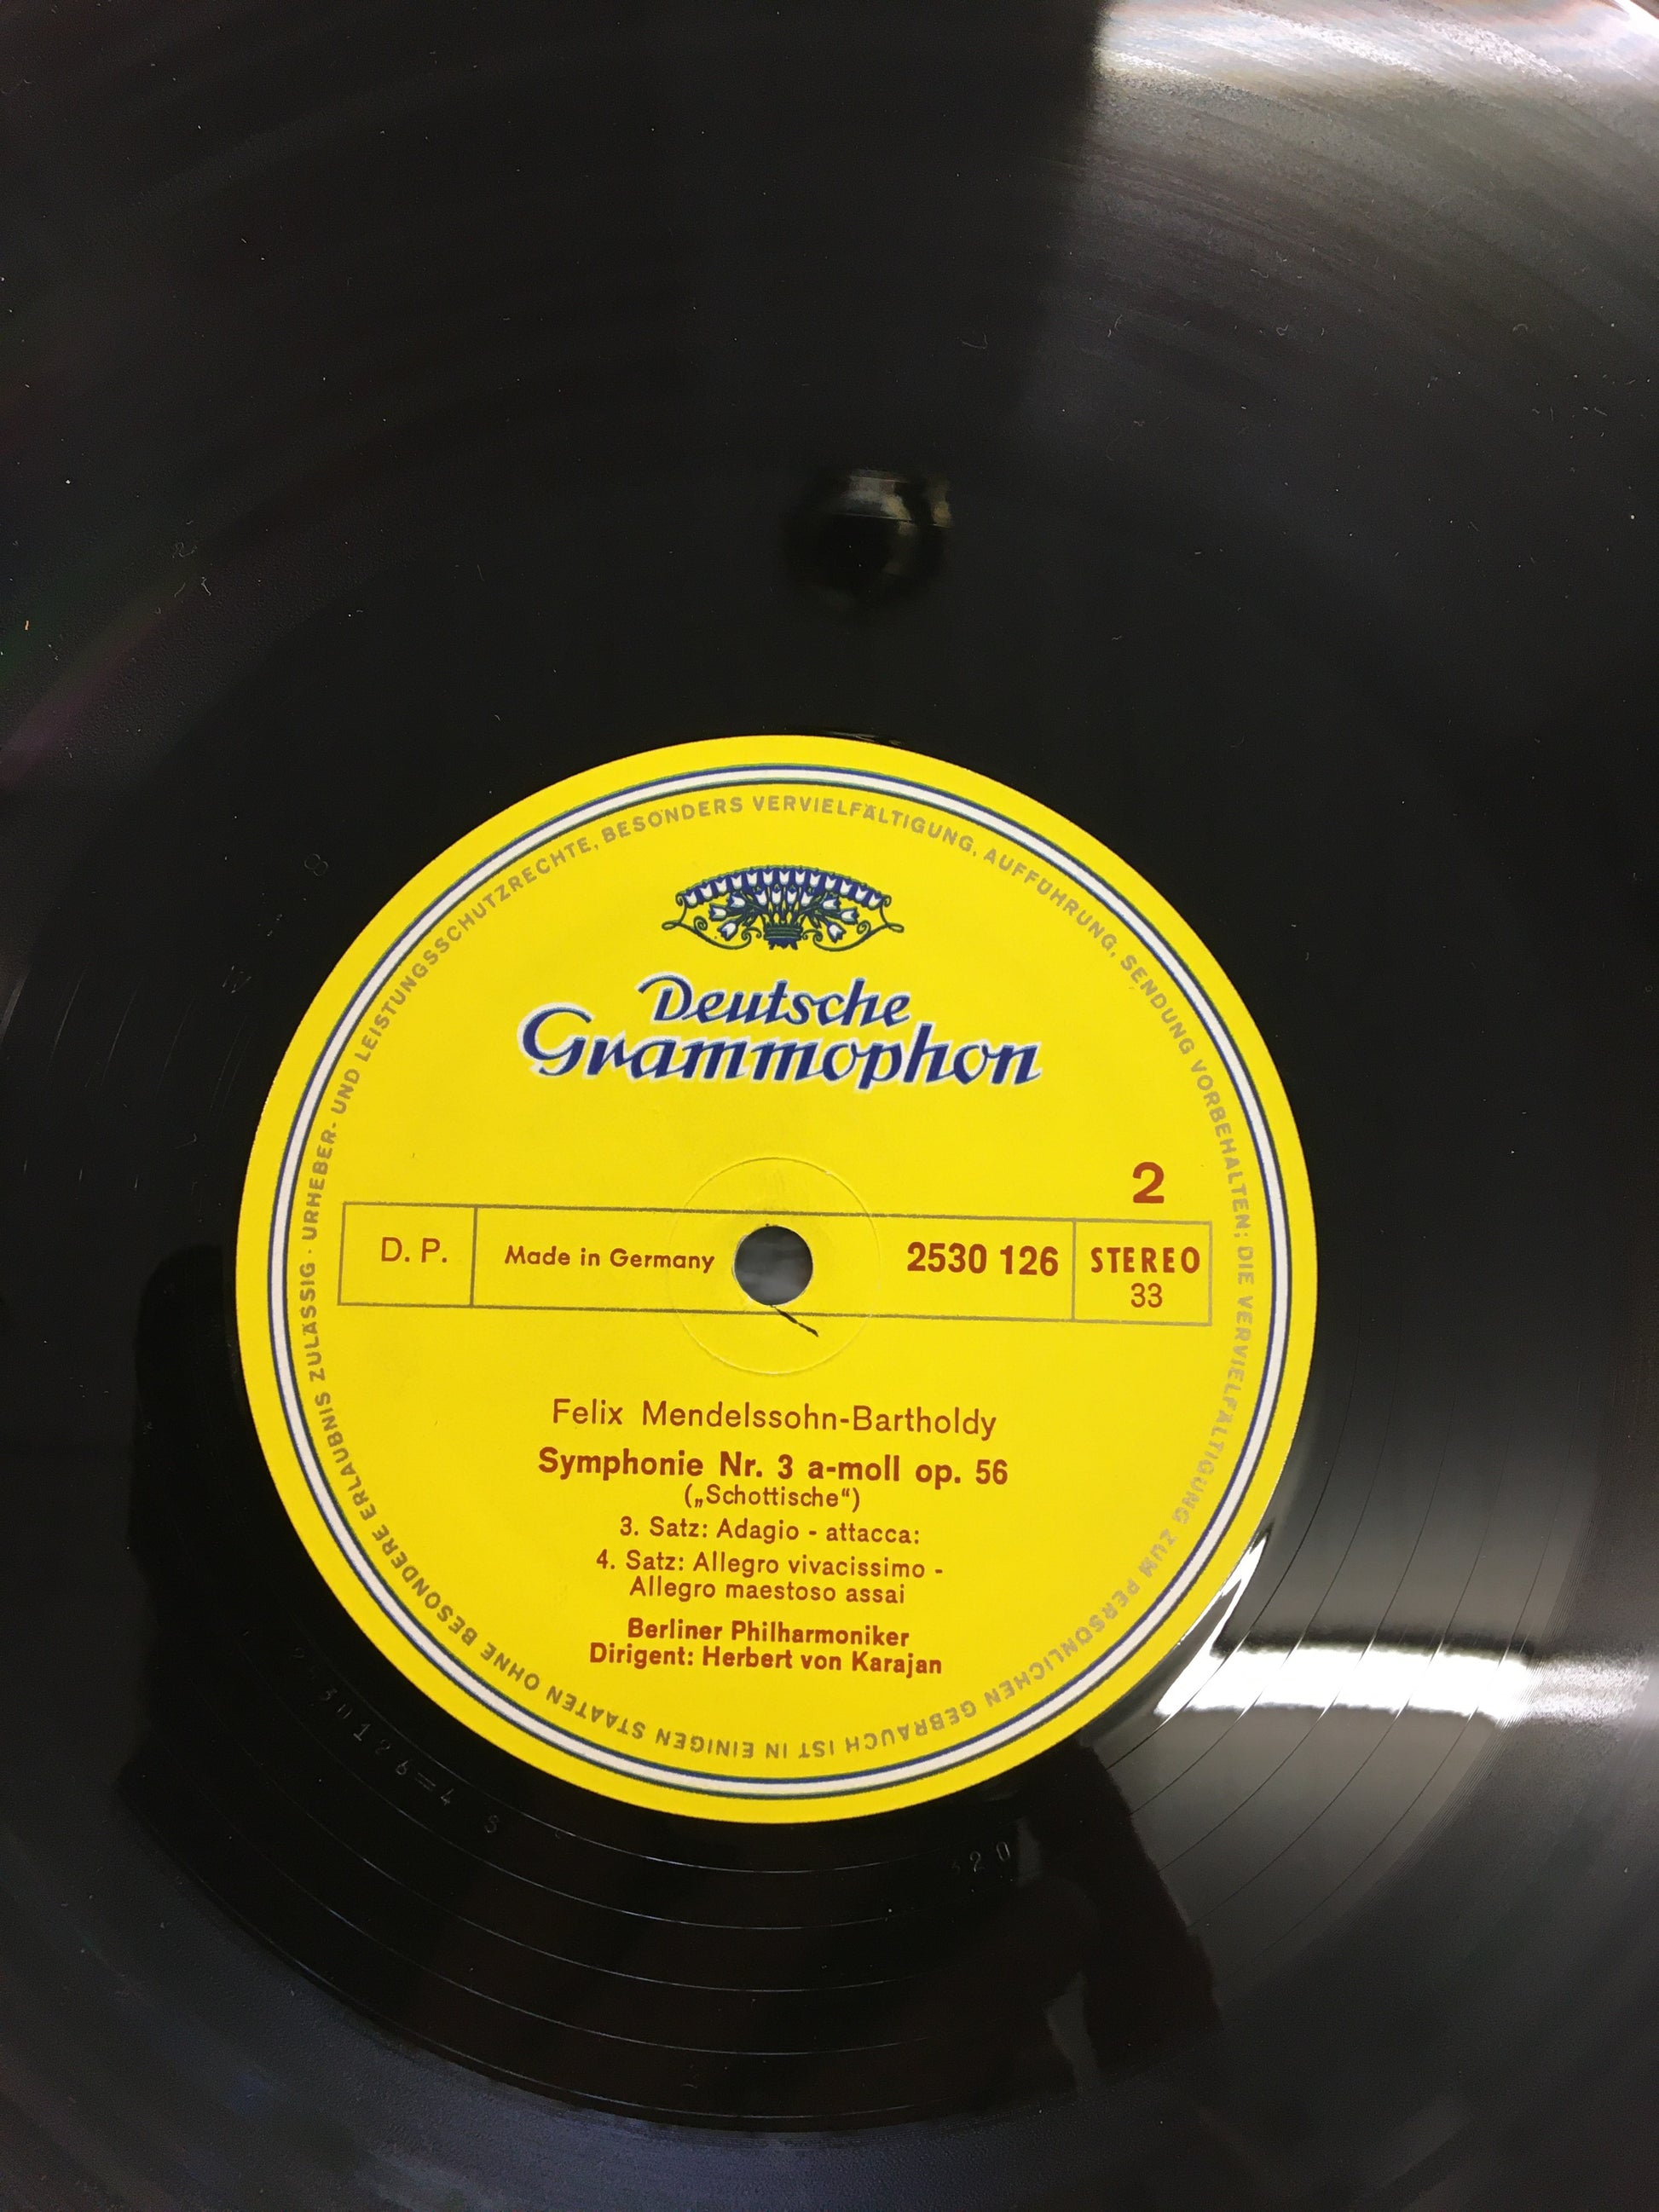 URHEBER- UND LEISTUNGSSCHUTZRECHTE, BESONDERS VERVIELFÄLTIGUNG, AUFFÜHRUNG, SENDUNG VORBEHALTEN; DIE VERVIELFÄLTIGUNG ZUM PERSÖNLICHEN GEBRAUCH IST IN EINIGEN STAATEN OHNE BESONDERE ERLAUBNIS ZULÄSSIG ·
Deutsche
Grammophon
2
D. P.
Made in Germany
2530 126
STEREO
33
Felix Mendelssohn-Bartholdy
Symphonie Nr. 3 a-moll op. 56
(„Schottische“)
3. Satz: Adagio - attacca:
4. Satz: Allegro vivacissimo -
Allegro maestoso assai
Berliner Philharmoniker
Dirigent: Herbert von Karajan